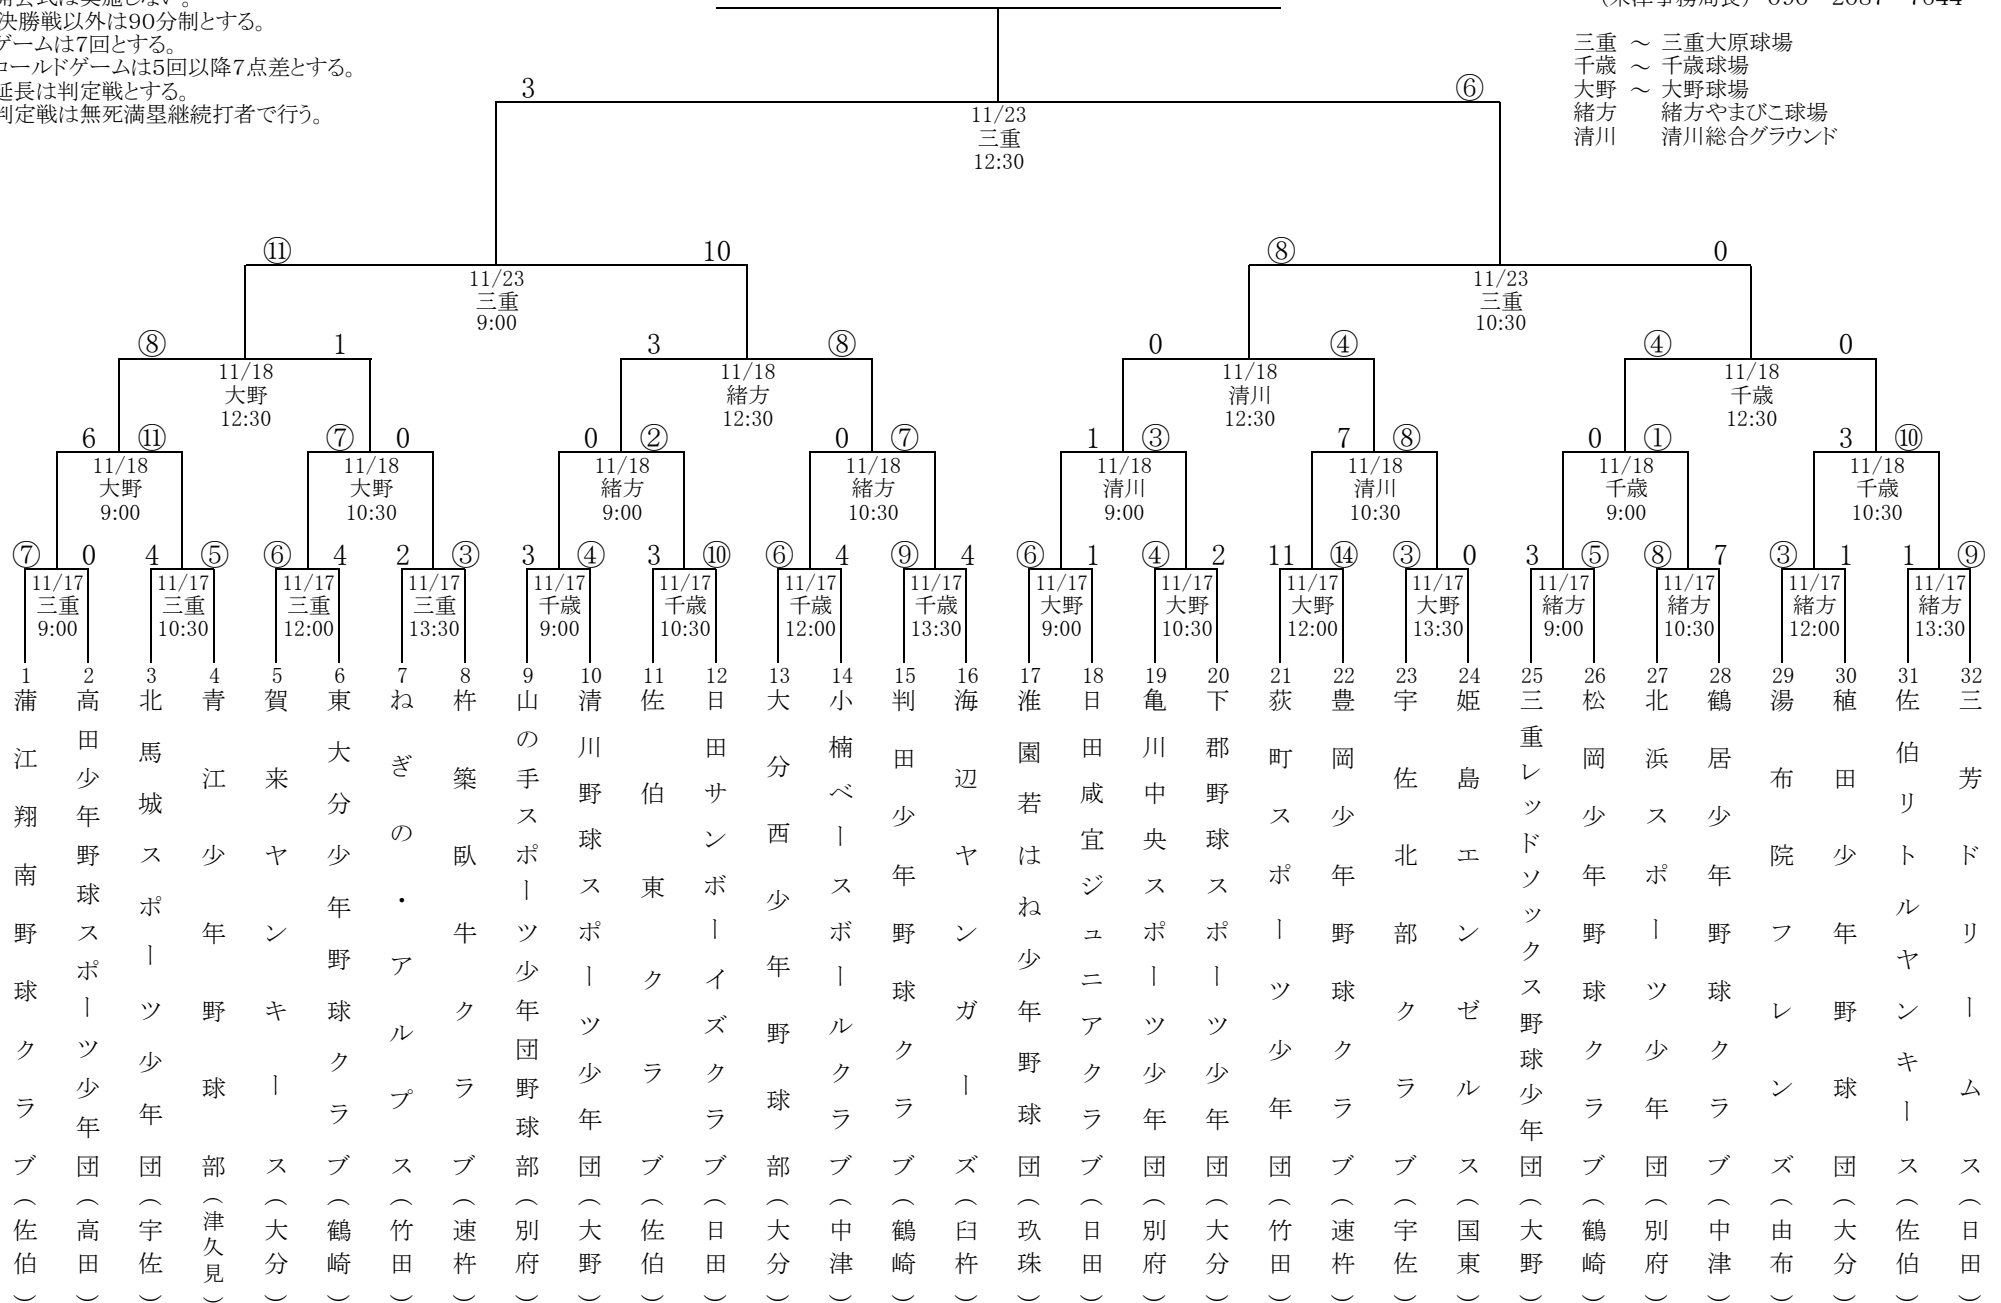 決勝戦以外は90分制とする。
ゲームは7回とする。
コールドゲームは5回以降7点差とする。
延長は判定戦とする。
判定戦は無死満塁継続打者で行う。
三重 ～ 三重大原球場
千歳 ～ 千歳球場
大野 ～ 大野球場
緒方 緒方やまびこ球場
清川 清川総合グラウンド
3 ⑥
11/23
三重
12:30
⑪ 10 ⑧ 0
11/23 11/23
三重 三重
9:00 10:30
⑧ 1 3 ⑧ 0 ④ ④ 0
11/18 11/18 11/18 11/18
大野 緒方 清川 千歳
12:30 12:30 12:30 12:30
6 ⑪ ⑦ 0 0 ② 0 ⑦ 1 ③ 7 ⑧ 0 ① 3 ⑩
11/18 11/18 11/18 11/18 11/18 11/18 11/18 11/18
大野 大野 緒方 緒方 清川 清川 千歳 千歳
9:00 10:30 9:00 10:30 9:00 10:30 9:00 10:30
⑦ 0 4 ⑤ ⑥ 4 2 ③ 3 ④ 3 ⑩ ⑥ 4 ⑨ 4 ⑥ 1 ④ 2 11 ⑭ ③ 0 3 ⑤ ⑧ 7 ③ 1 1 ⑨
11/17 11/17 11/17 11/17 11/17 11/17 11/17 11/17 11/17 11/17 11/17 11/17 11/17 11/17 11/17 11/17
三重 三重 三重 三重 千歳 千歳 千歳 千歳 大野 大野 大野 大野 緒方 緒方 緒方 緒方
9:00 10:30 12:00 13:30 9:00 10:30 12:00 13:30 9:00 10:30 12:00 13:30 9:00 10:30 12:00 13:30
1 蒲江翔南野球クラブ(佐伯)
2 高田少年野球スポーツ少年団(高田)
3 北馬城スポーツ少年団(宇佐)
4 青江少年野球部(津久見)
5 賀来ヤンキース(大分)
6 東大分少年野球クラブ(鶴崎)
7 ねぎの・アルプス(竹田)
8 杵築臥牛クラブ(速杵)
9 山の手スポーツ少年団野球部(別府)
10 清川野球スポーツ少年団(大野)
11 佐伯東クラブ(佐伯)
12 日田サンボーイズクラブ(日田)
13 大分西少年野球部(大分)
14 小楠ベースボールクラブ(中津)
15 判田少年野球クラブ(鶴崎)
16 海辺ヤンガーズ(臼杵)
17 淮園若はね少年野球団(玖珠)
18 日田咸宜ジュニアクラブ(日田)
19 亀川中央スポーツ少年団(別府)
20 下郡野球スポーツ少年団(大分)
21 荻町スポーツ少年団(竹田)
22 豊岡少年野球クラブ(速杵)
23 宇佐北部クラブ(宇佐)
24 姫島エンゼルス(国東)
25 三重レッドソックス野球少年団(大野)
26 松岡少年野球クラブ(鶴崎)
27 北浜スポーツ少年団(別府)
28 鶴居少年野球クラブ(中津)
29 湯布院フレンズ(由布)
30 稙田少年野球団(大分)
31 佐伯リトルヤンキース(佐伯)
32 三芳ドリームス(日田)